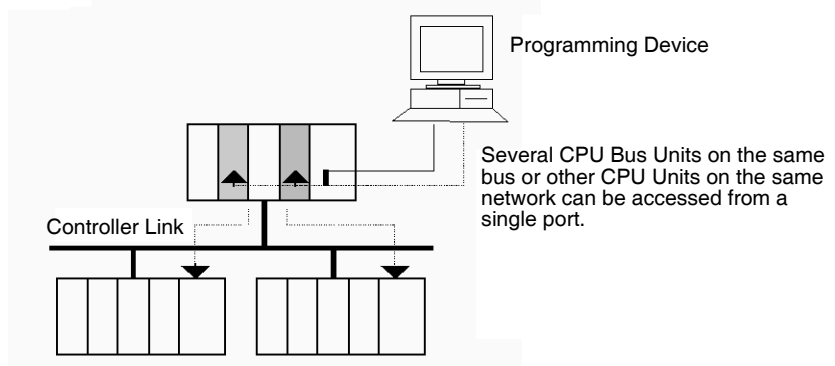 Programming Device
Several CPU Bus Units on the same
bus or other CPU Units on the same
network can be accessed from a
single port.
Controller Link